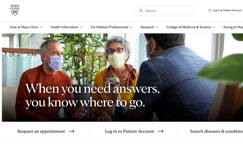 Search
Log in to Patient Account
Care at Mayo Clinic
Health Information
For Medical Professionals
Research
College of Medicine & Science
Giving to Mayo
When you need answers,
you know where to go.
Request an appointment
Log in to Patient Account
Search diseases & condition